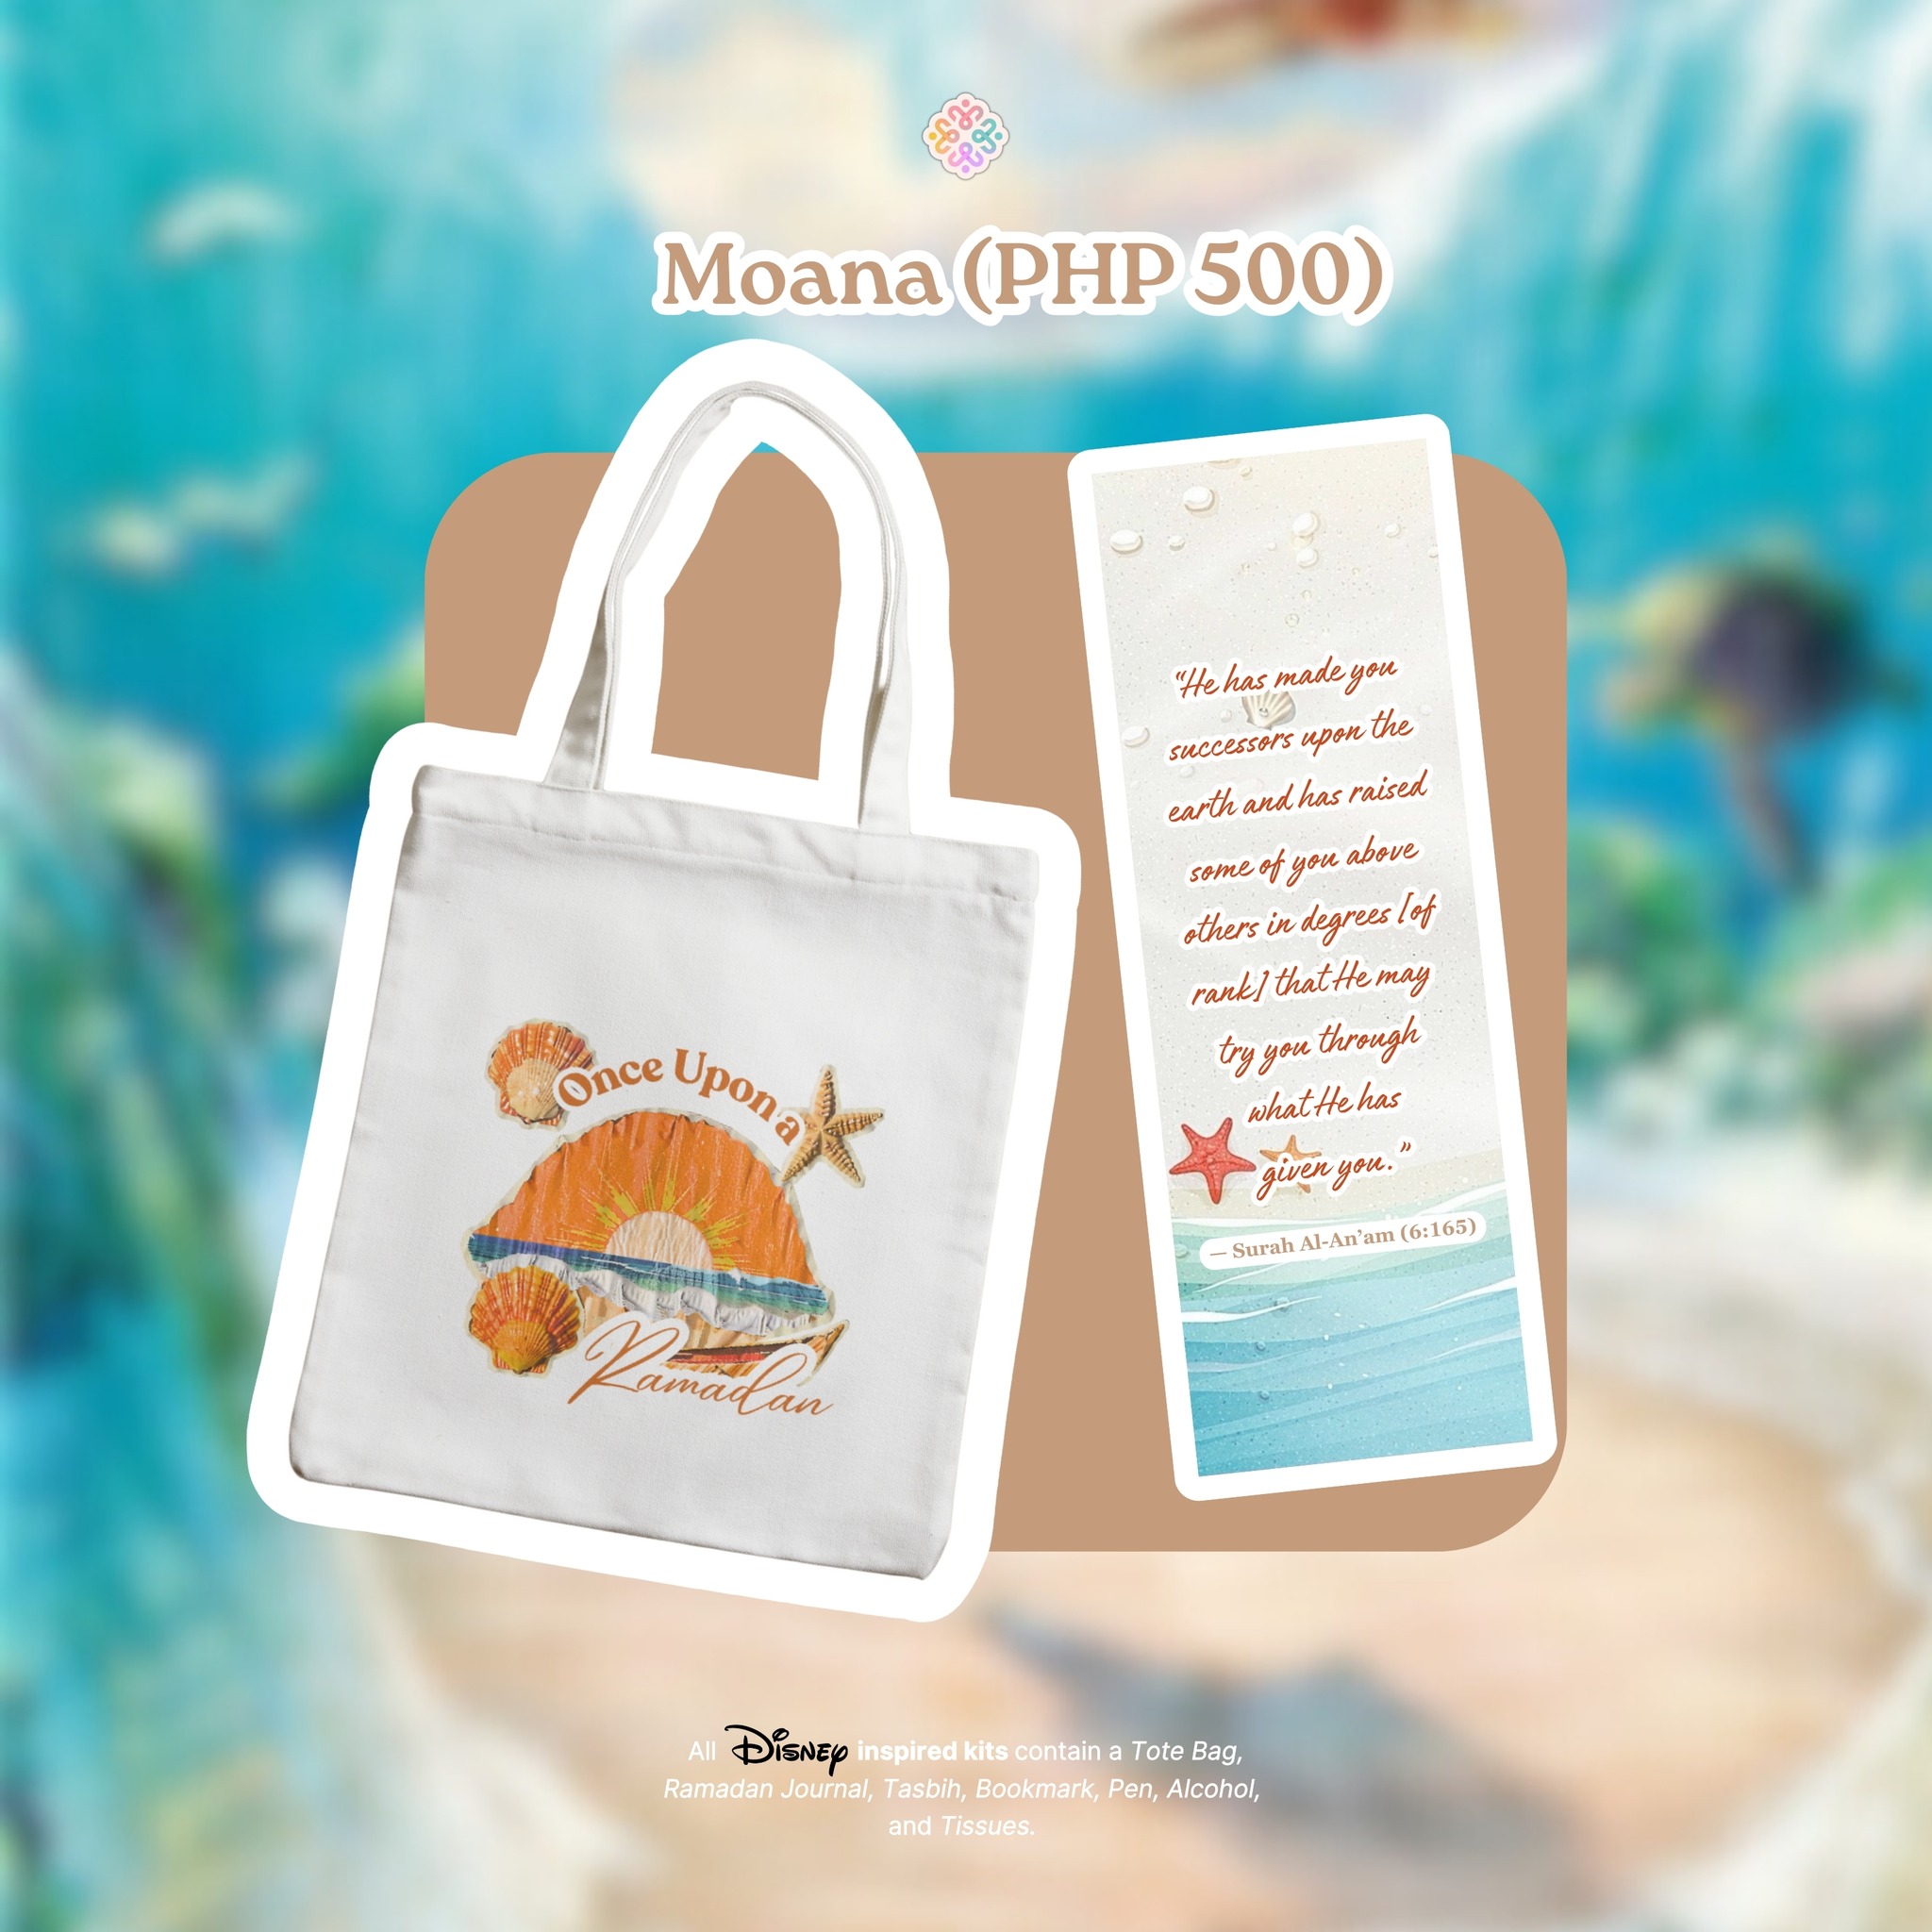 Moana (PHP 500)
Once Upon a
Ramadan
“He has made you
successors upon the
earth and has raised
some of you above
others in degrees [of
rank] that He may
try you through
what He has
given you.”
— Surah Al-An’am (6:165)
All Disney inspired kits contain a Tote Bag,
Ramadan Journal, Tasbih, Bookmark, Pen, Alcohol,
and Tissues.